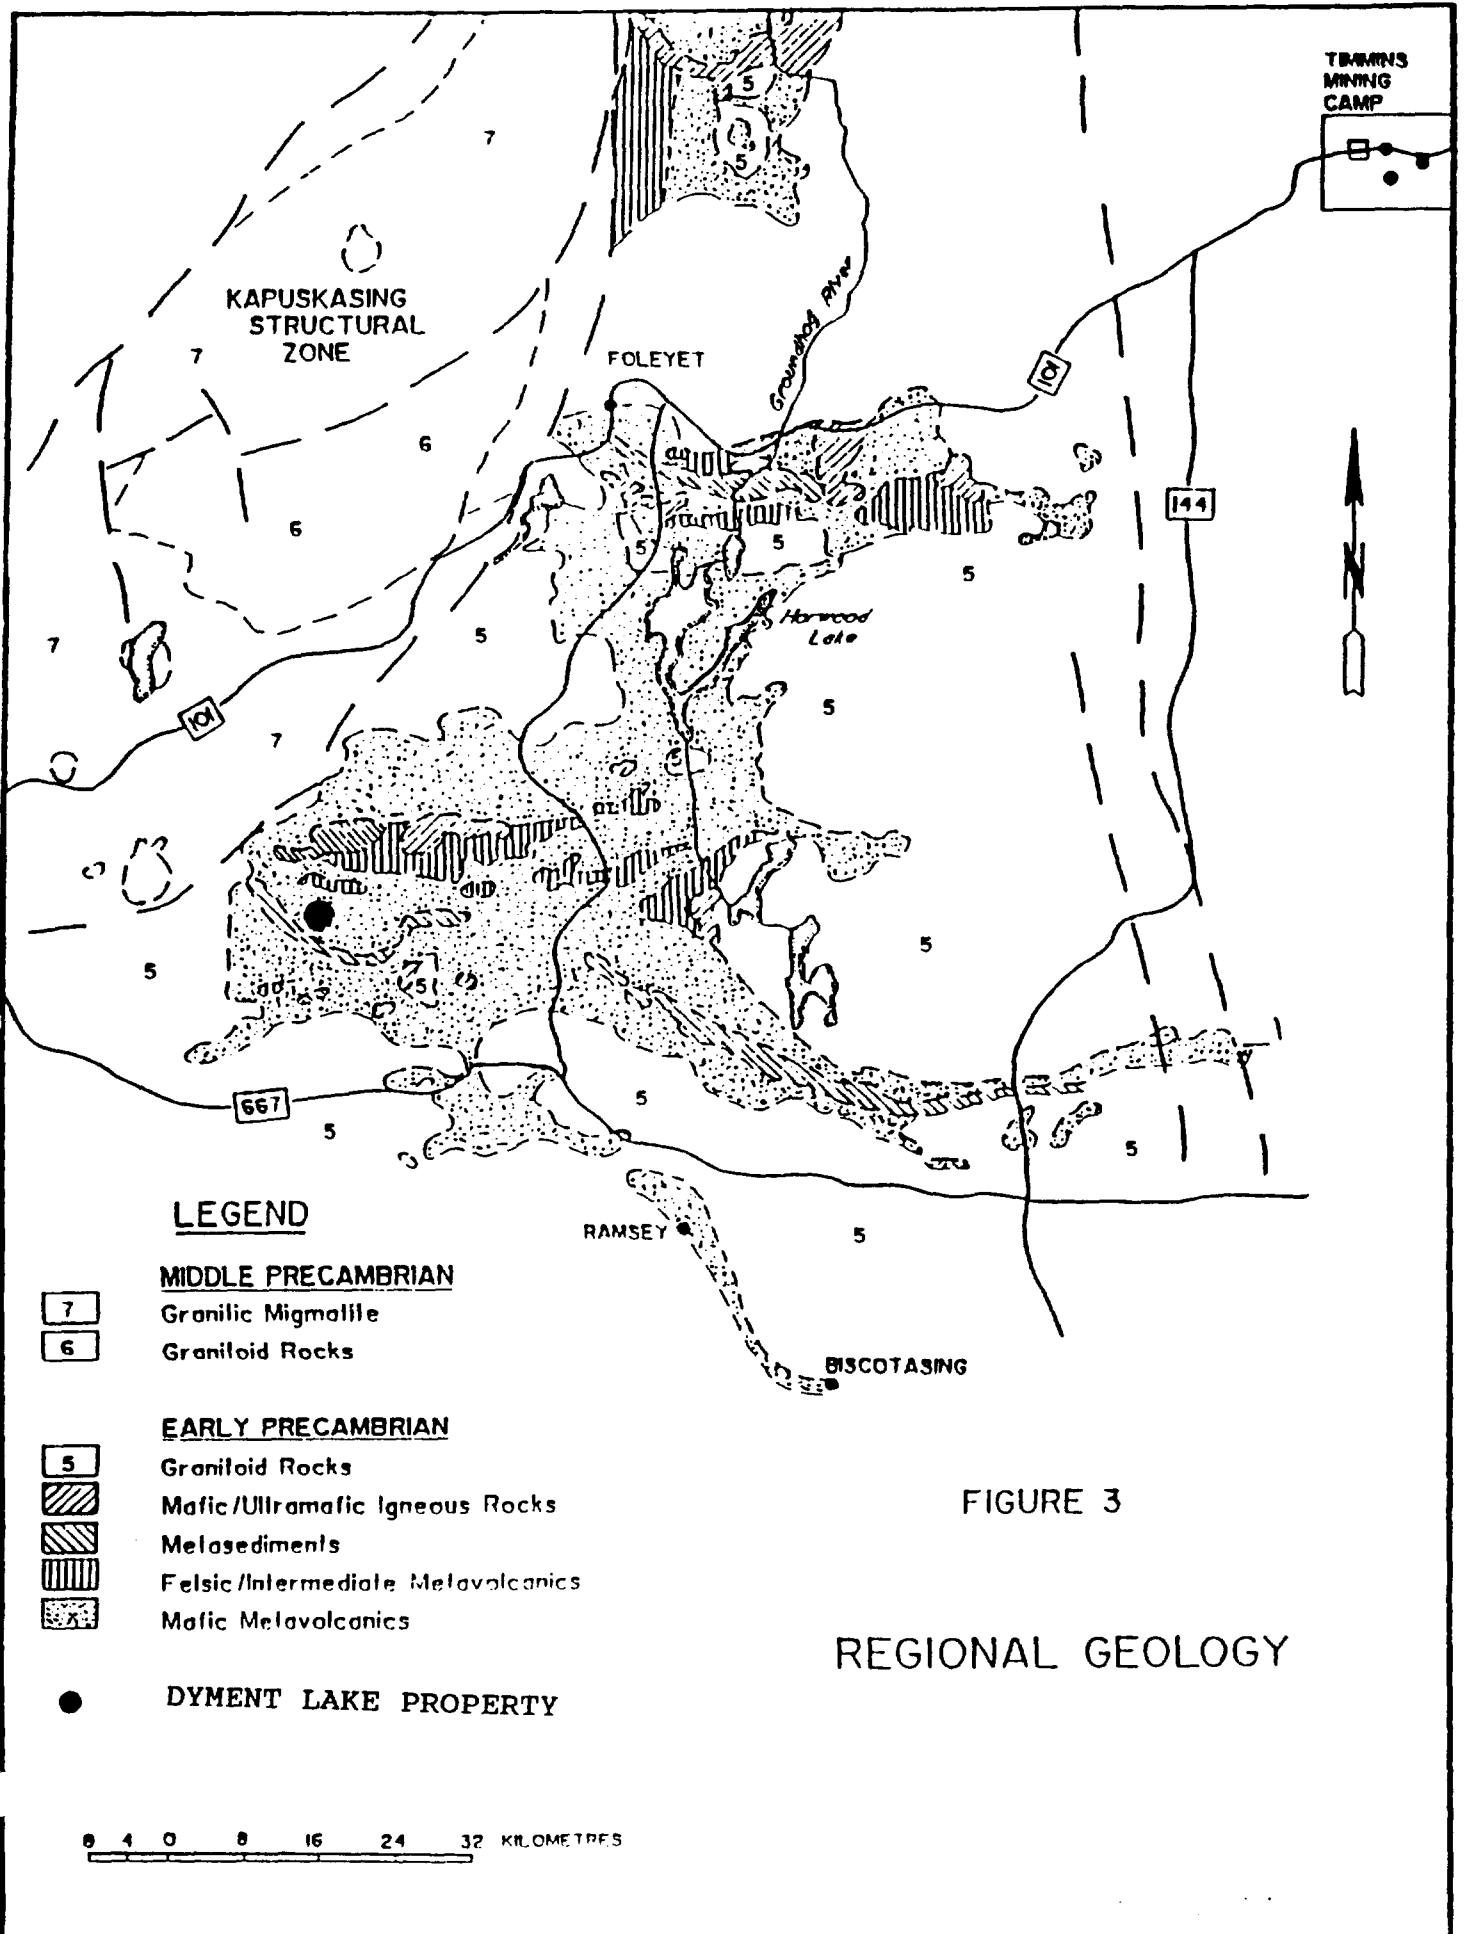 TIMMINS
MINING
CAMP
5
7
5
KAPUSKASING
STRUCTURAL
ZONE
7
Groundhog River
FOLEYET
101
6
144
6
5
5
5
Horwood
Lake
7
5
5
101
7
5
5
5
5
5
667
5
5
5
RAMSEY
5
BISCOTASING
LEGEND
MIDDLE PRECAMBRIAN
7 Granitic Migmatite
6 Granitoid Rocks
EARLY PRECAMBRIAN
5 Granitoid Rocks
Mafic/Ultramafic Igneous Rocks
Metasediments
Felsic/Intermediate Metavolcanics
Mafic Metavolcanics
DYMENT LAKE PROPERTY
FIGURE 3
REGIONAL GEOLOGY
8 4 0 8 16 24 32 KILOMETRES
N